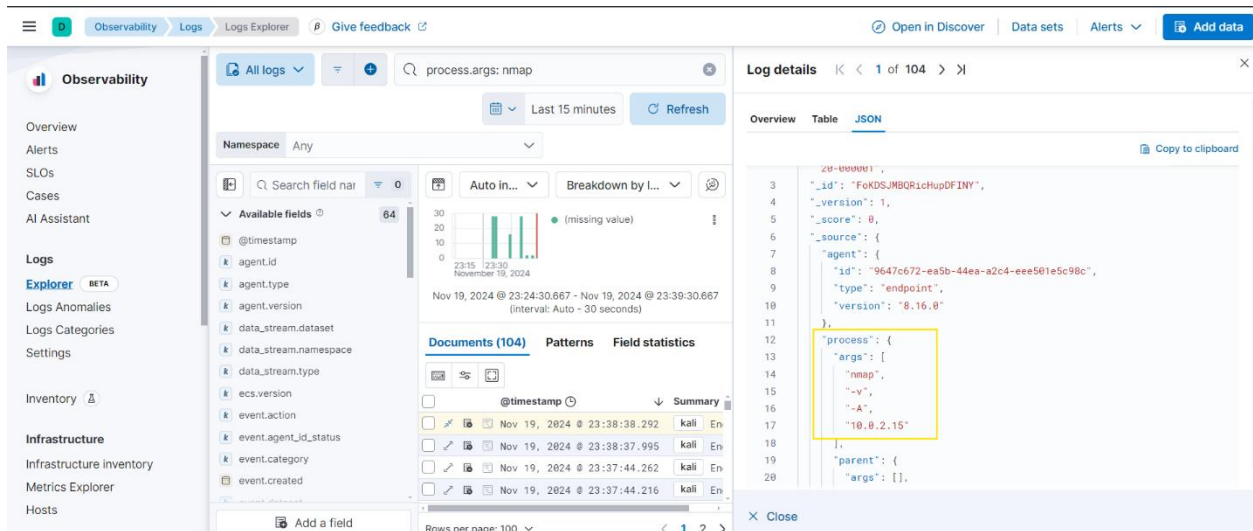 D Observability Logs Logs Explorer β Give feedback Open in Discover Data sets Alerts Add data
Observability
Overview
Alerts
SLOs
Cases
AI Assistant
Logs
Explorer BETA
Logs Anomalies
Logs Categories
Settings
Inventory
Infrastructure
Infrastructure inventory
Metrics Explorer
Hosts
All logs process.args: nmap
Last 15 minutes Refresh
Namespace Any
Search field nar 0
Available fields 64
@timestamp
k agent.id
k agent.type
k agent.version
k data_stream.dataset
k data_stream.namespace
k data_stream.type
k ecs.version
k event.action
k event.agent_id_status
k event.category
event.created
Add a field
Auto in... Breakdown by l...
30
20
10
0
(missing value)
23:15 23:30
November 19, 2024
Nov 19, 2024 @ 23:24:30.667 - Nov 19, 2024 @ 23:39:30.667
(interval: Auto - 30 seconds)
Documents (104) Patterns Field statistics
@timestamp Summary
Nov 19, 2024 @ 23:38:38.292 kali En
Nov 19, 2024 @ 23:38:37.995 kali En
Nov 19, 2024 @ 23:37:44.262 kali En
Nov 19, 2024 @ 23:37:44.216 kali En
Rows per page: 100 1 2
Log details 1 of 104
Overview Table JSON
Copy to clipboard
20-000001",
3 "_id": "FoKDSJMBQRicHupDFINY",
4 "_version": 1,
5 "_score": 0,
6 "_source": {
7 "agent": {
8 "id": "9647c672-ea5b-44ea-a2c4-eee501e5c98c",
9 "type": "endpoint",
10 "version": "8.16.0"
11 },
12 "process": {
13 "args": [
14 "nmap",
15 "-v",
16 "-A",
17 "10.0.2.15"
18 ],
19 "parent": {
20 "args": [],
Close